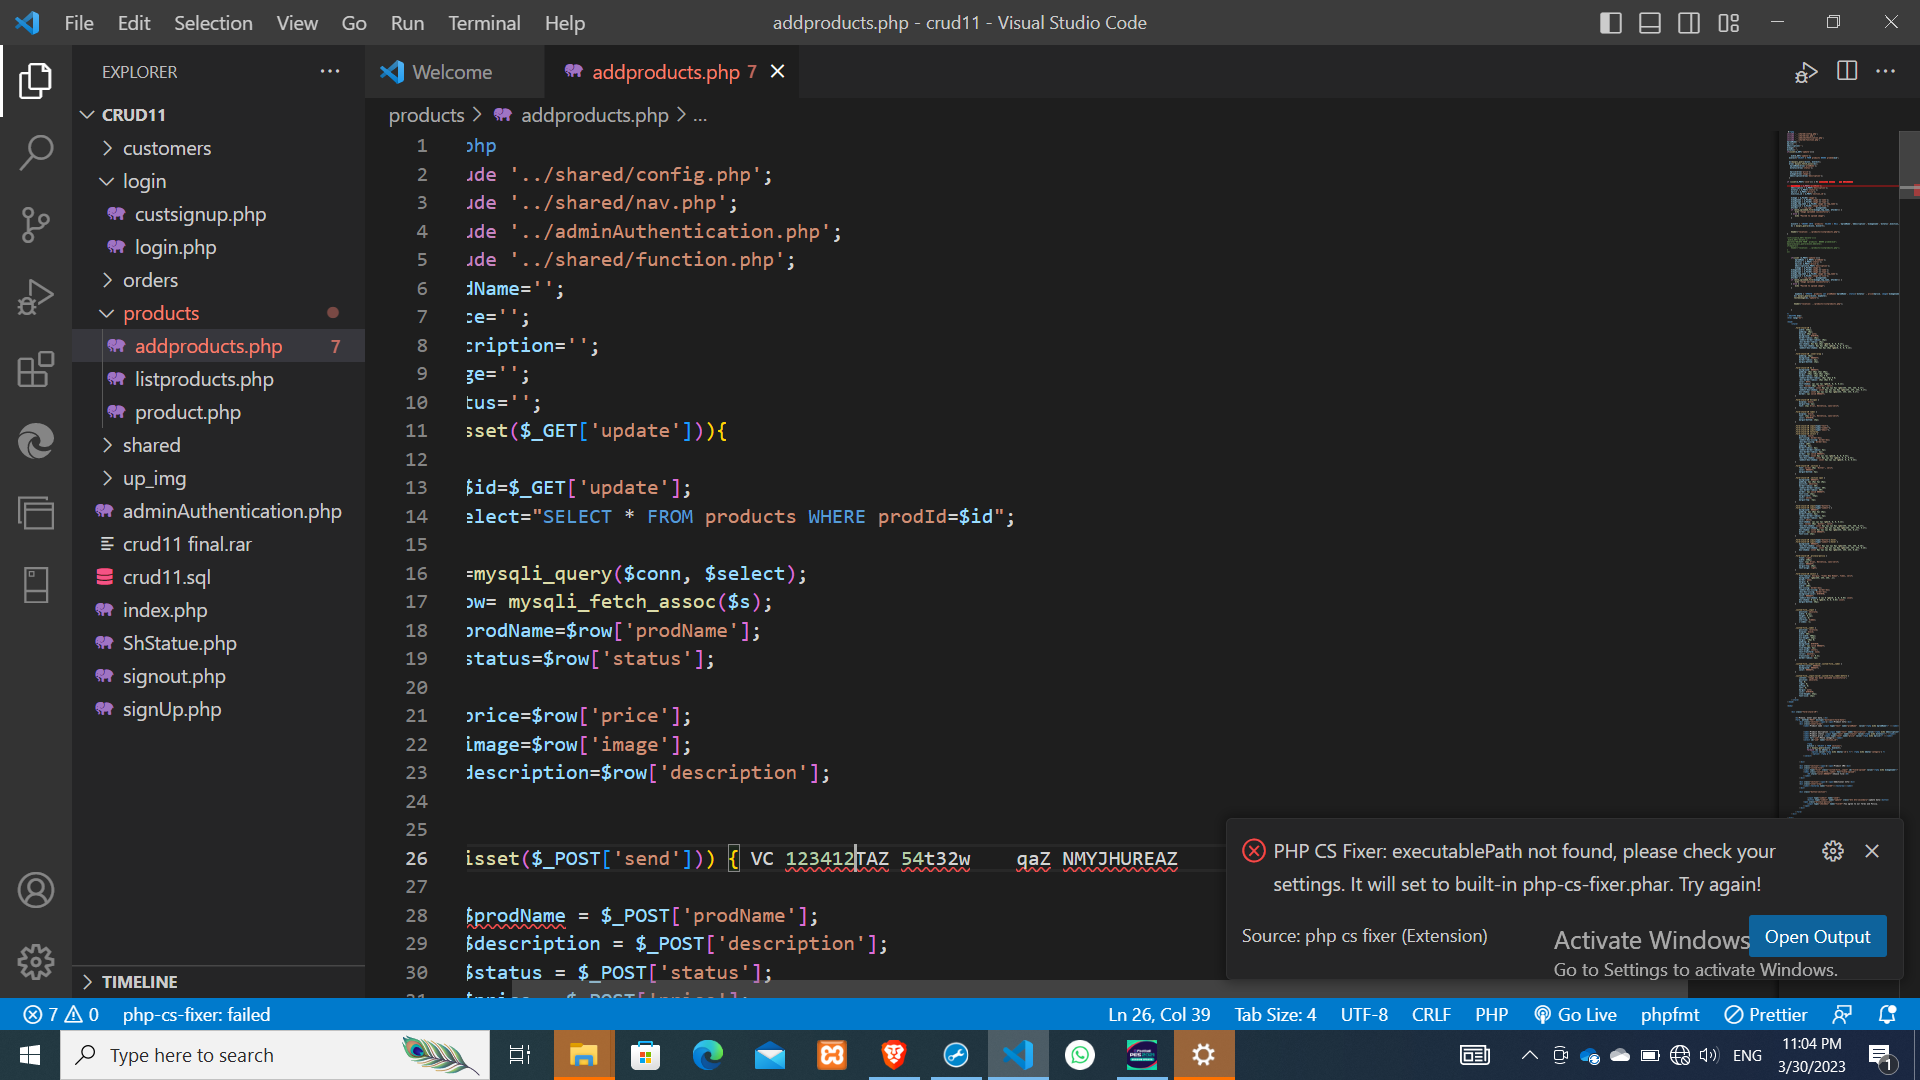 File Edit Selection View Go Run Terminal Help
addproducts.php - crud11 - Visual Studio Code
EXPLORER
Welcome
addproducts.php 7
CRUD11
customers
login
custsignup.php
login.php
orders
products
addproducts.php 7
listproducts.php
product.php
shared
up_img
adminAuthentication.php
crud11 final.rar
crud11.sql
index.php
ShStatue.php
signout.php
signUp.php
TIMELINE
products > addproducts.php > ...
1 php
2 ude '../shared/config.php';
3 ude '../shared/nav.php';
4 ude '../adminAuthentication.php';
5 ude '../shared/function.php';
6 dName='';
7 ce='';
8 cription='';
9 ge='';
10 tus='';
11 sset($_GET['update'])){
12
13 $id=$_GET['update'];
14 elect="SELECT * FROM products WHERE prodId=$id";
15
16 =mysqli_query($conn, $select);
17 ow= mysqli_fetch_assoc($s);
18 prodName=$row['prodName'];
19 status=$row['status'];
20
21 price=$row['price'];
22 image=$row['image'];
23 description=$row['description'];
24
25
26 isset($_POST['send'])) { VC 123412TAZ 54t32w    qaZ NMYJHUREAZ
27
28 $prodName = $_POST['prodName'];
29 $description = $_POST['description'];
30 $status = $_POST['status'];
PHP CS Fixer: executablePath not found, please check your
settings. It will set to built-in php-cs-fixer.phar. Try again!
Source: php cs fixer (Extension)
Open Output
Activate Windows
Go to Settings to activate Windows.
7 0 php-cs-fixer: failed
Ln 26, Col 39 Tab Size: 4 UTF-8 CRLF PHP Go Live phpfmt Prettier
Type here to search
ENG
11:04 PM
3/30/2023
1